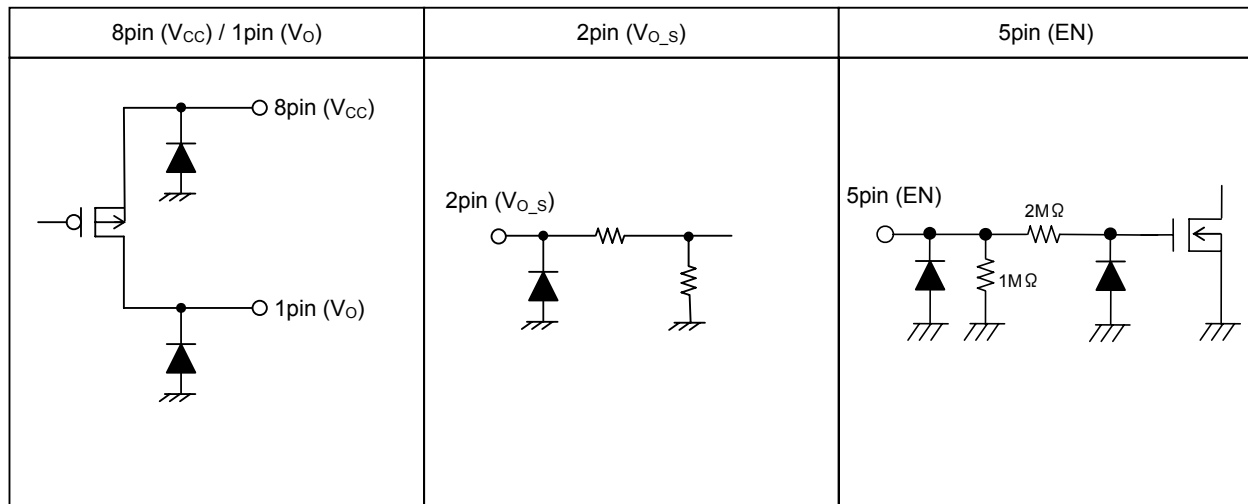 8pin (VCC) / 1pin (VO)
2pin (VO_S)
5pin (EN)
8pin (VCC)
1pin (VO)
2pin (VO_S)
5pin (EN)
2MΩ
1MΩ